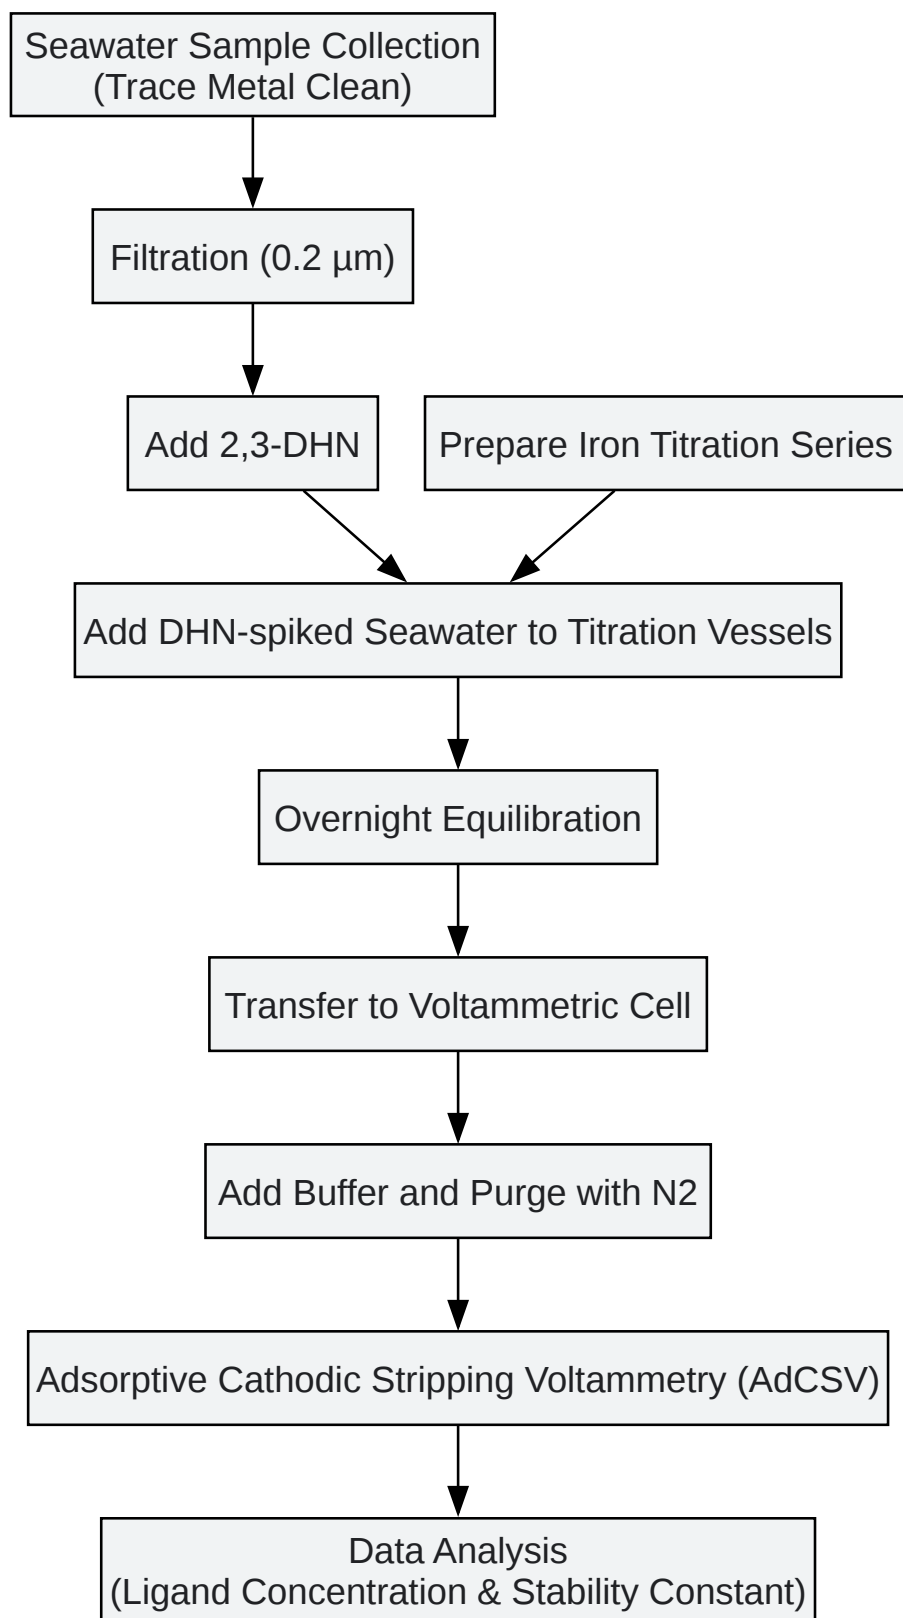 Seawater Sample Collection
(Trace Metal Clean)
Filtration (0.2 µm)
Add 2,3-DHN
Prepare Iron Titration Series
Add DHN-spiked Seawater to Titration Vessels
Overnight Equilibration
Transfer to Voltammetric Cell
Add Buffer and Purge with N2
Adsorptive Cathodic Stripping Voltammetry (AdCSV)
Data Analysis
(Ligand Concentration & Stability Constant)